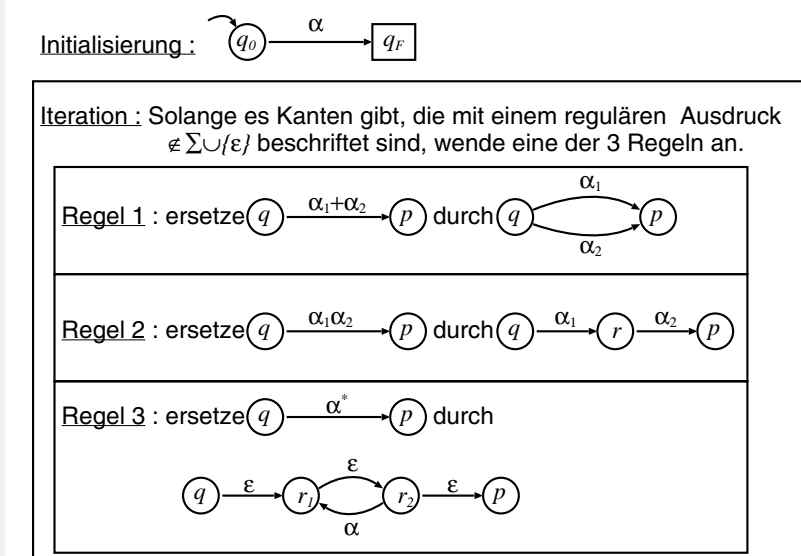 Initialisierung : q₀ α q_F
Iteration : Solange es Kanten gibt, die mit einem regulären Ausdruck
∉ Σ∪{ε} beschriftet sind, wende eine der 3 Regeln an.
Regel 1 : ersetze q α₁+α₂ p durch q α₁ α₂ p
Regel 2 : ersetze q α₁α₂ p durch q α₁ r α₂ p
Regel 3 : ersetze q α* p durch
q ε r₁ ε α r₂ ε p